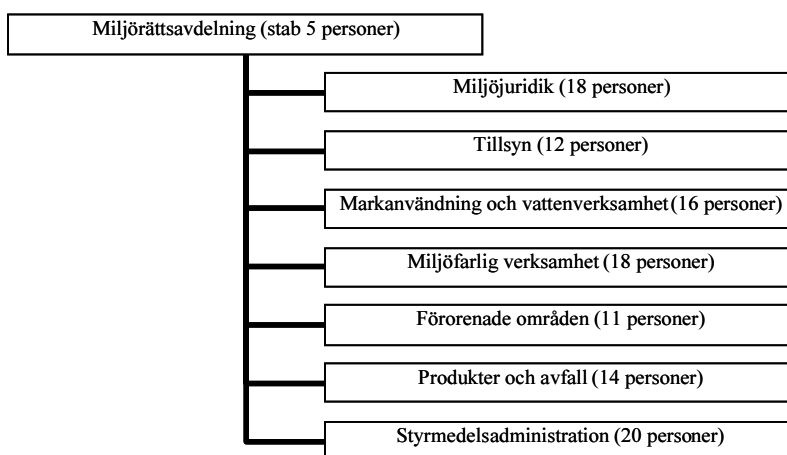 Miljörättsavdelning (stab 5 personer)
Miljöjuridik (18 personer)
Tillsyn (12 personer)
Markanvändning och vattenverksamhet (16 personer)
Miljöfarlig verksamhet (18 personer)
Förorenade områden (11 personer)
Produkter och avfall (14 personer)
Styrmedelsadministration (20 personer)